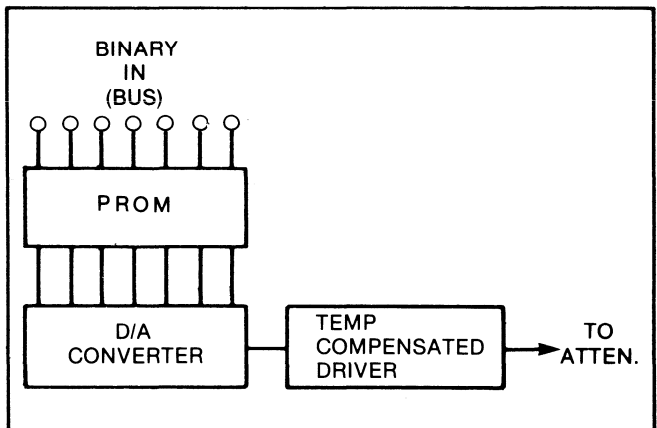 BINARY
IN
(BUS)
PROM
D/A
CONVERTER
TEMP
COMPENSATED
DRIVER
TO
ATTEN.